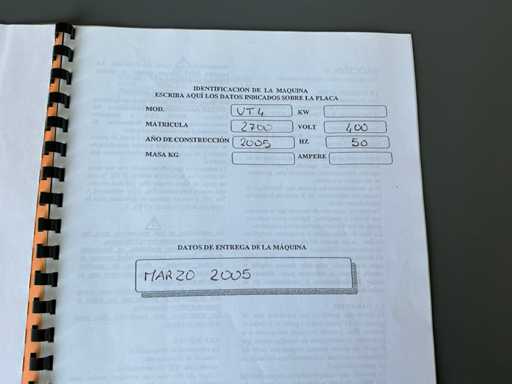 IDENTIFICACIÓN DE LA MAQUINA
ESCRIBA AQUÍ LOS DATOS INDICADOS SOBRE LA PLACA
MOD. VT4 KW
MATRICULA 2700 VOLT 400
AÑO DE CONSTRUCCIÓN 2005 HZ 50
MASA KG AMPERE
DATOS DE ENTREGA DE LA MÁQUINA
MARZO 2005